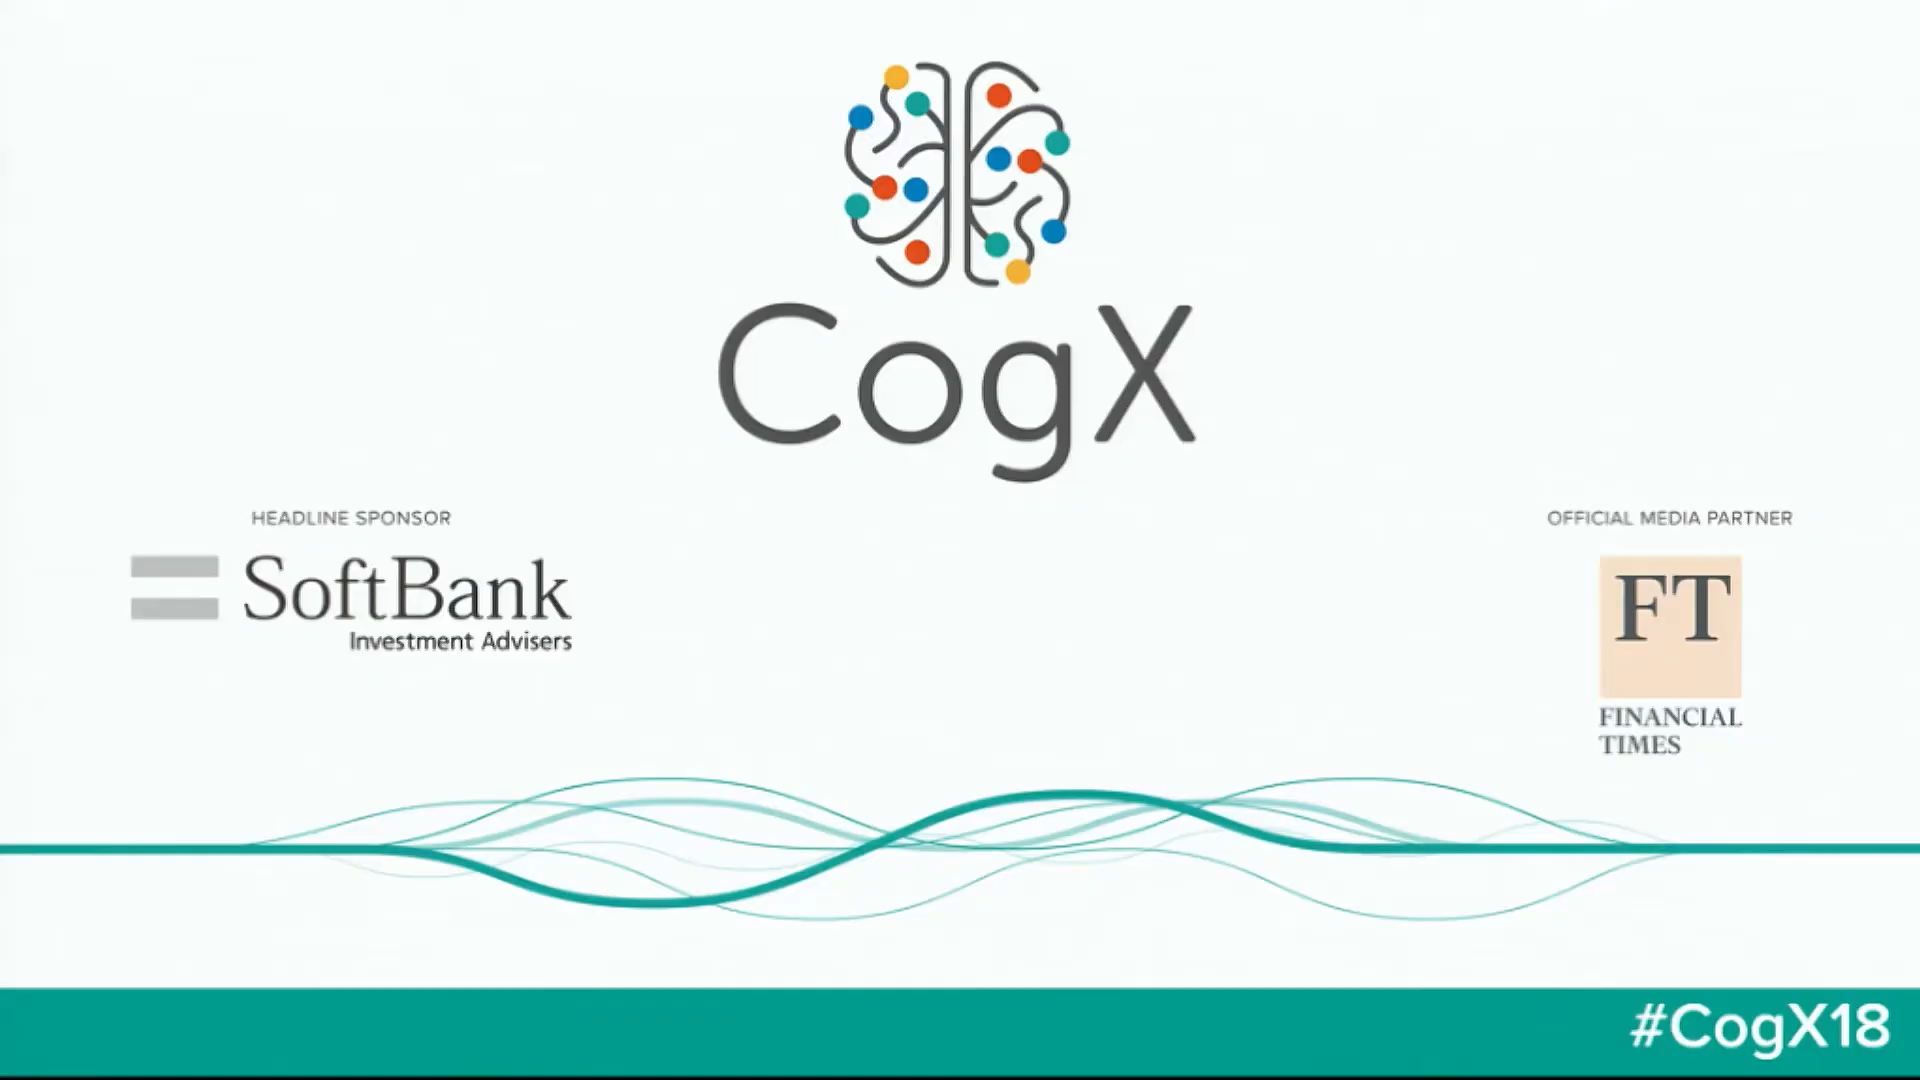 CogX
HEADLINE SPONSOR
SoftBank
Investment Advisers
OFFICIAL MEDIA PARTNER
FT
FINANCIAL
TIMES
#CogX18